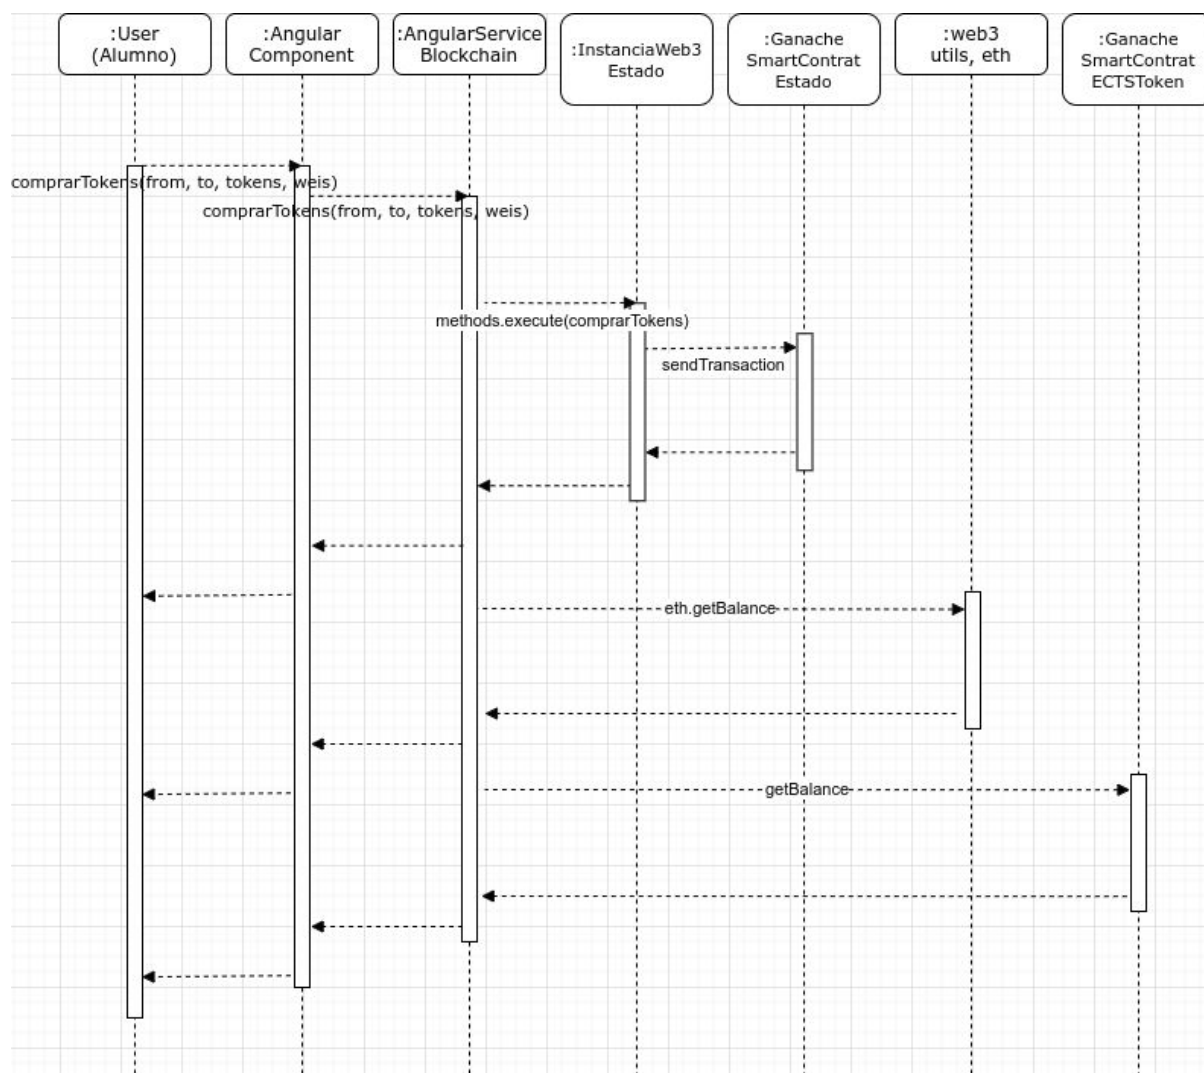 :User
(Alumno)
:Angular
Component
:AngularService
Blockchain
:InstanciaWeb3
Estado
:Ganache
SmartContrat
Estado
:web3
utils, eth
:Ganache
SmartContrat
ECTSToken
comprarTokens(from, to, tokens, weis)
comprarTokens(from, to, tokens, weis)
methods.execute(comprarTokens)
sendTransaction
eth.getBalance
getBalance